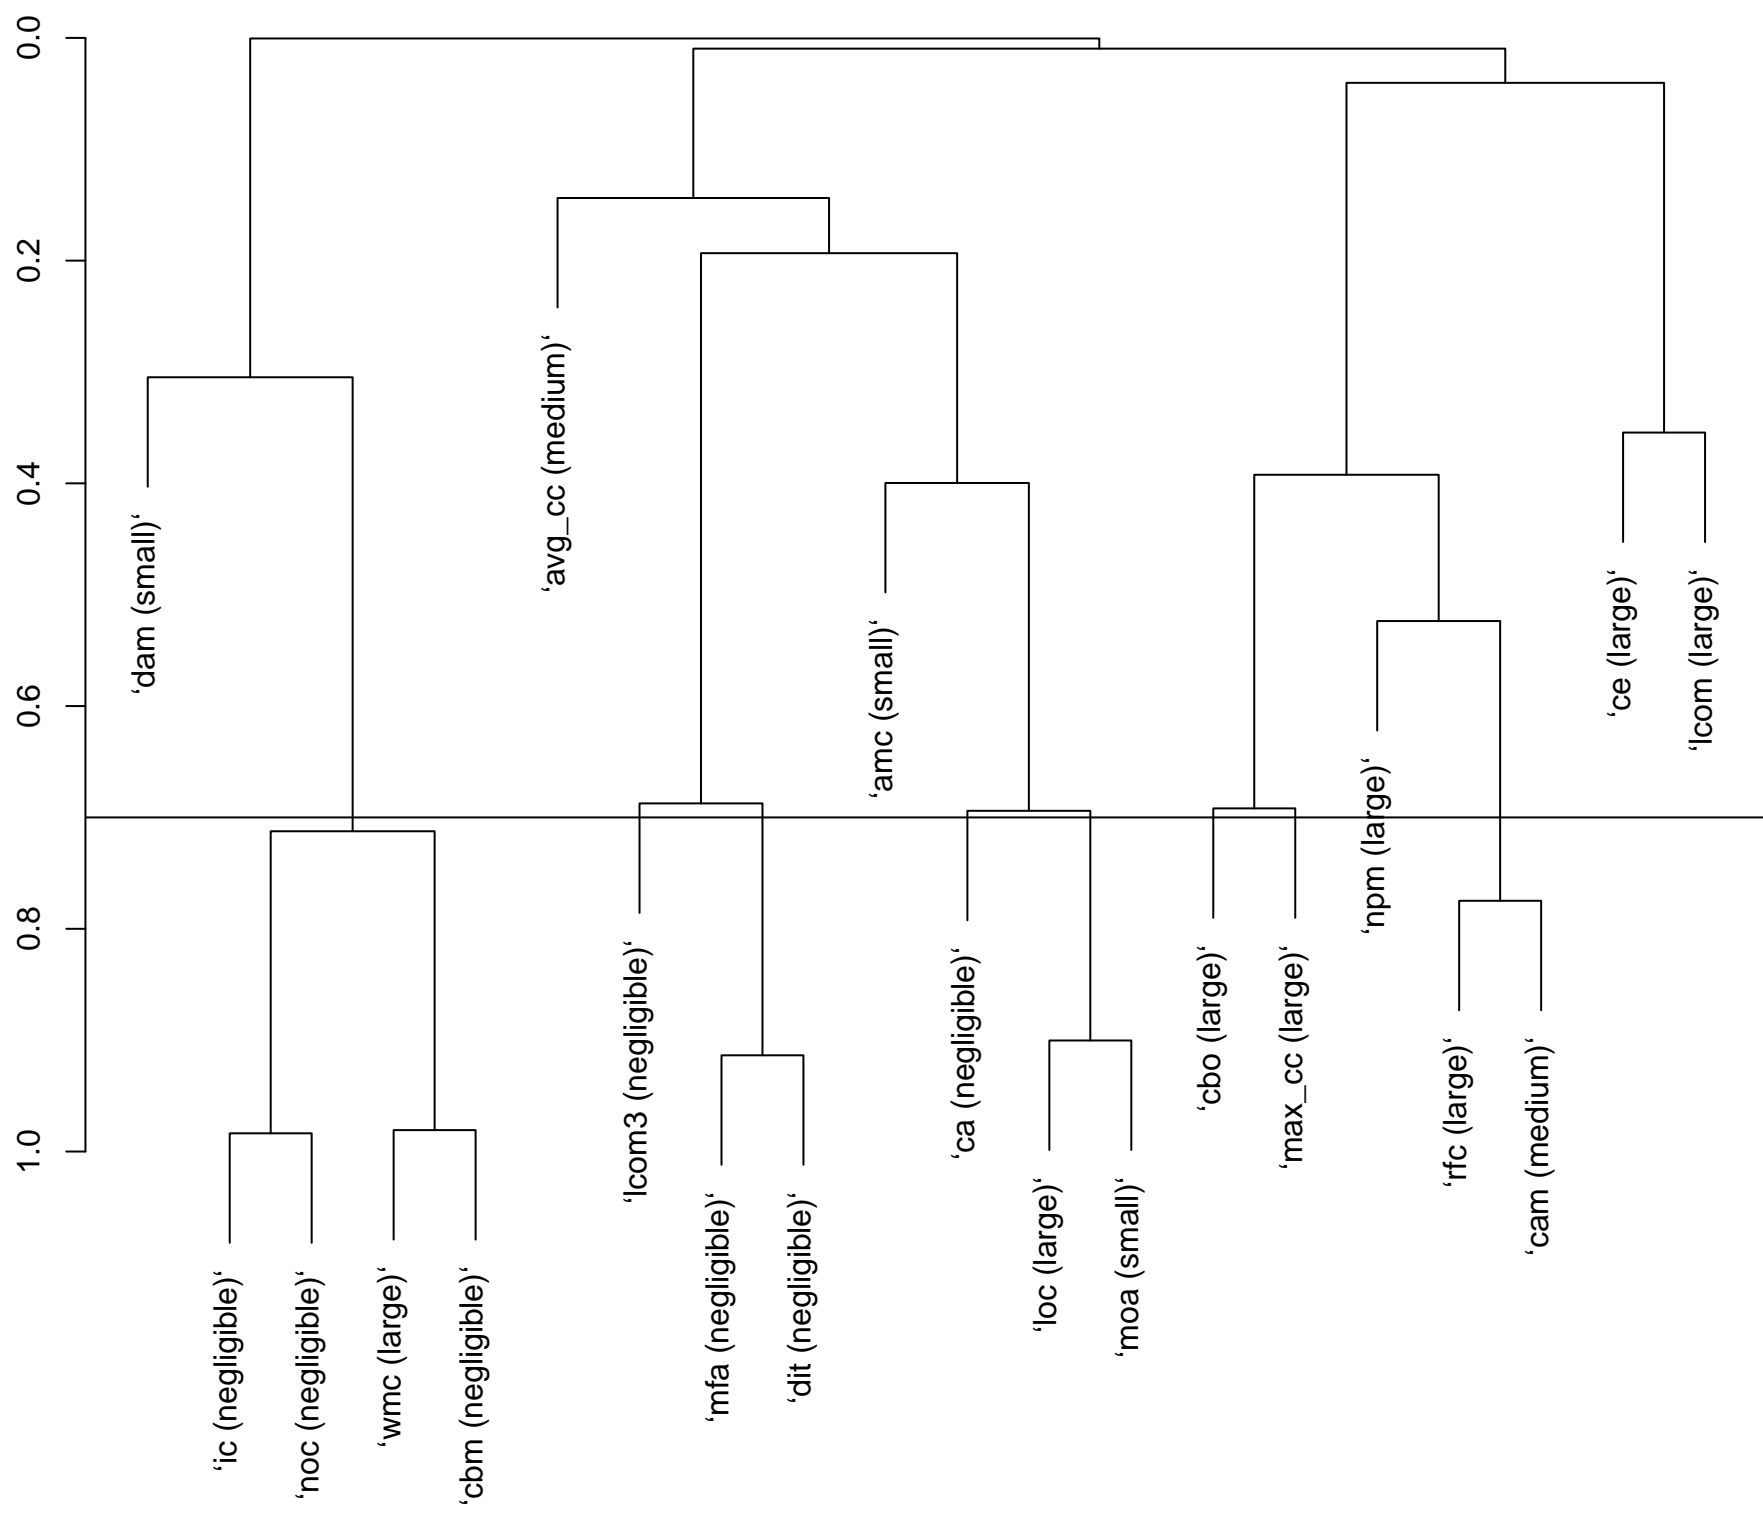 0.0
0.2
0.4
0.6
0.8
1.0
‘dam (small)‘
‘ic (negligible)‘
‘noc (negligible)‘
‘wmc (large)‘
‘cbm (negligible)‘
‘avg_cc (medium)‘
‘lcom3 (negligible)‘
‘mfa (negligible)‘
‘dit (negligible)‘
‘amc (small)‘
‘ca (negligible)‘
‘loc (large)‘
‘moa (small)‘
‘cbo (large)‘
‘max_cc (large)‘
‘npm (large)‘
‘rfc (large)‘
‘cam (medium)‘
‘ce (large)‘
‘lcom (large)‘